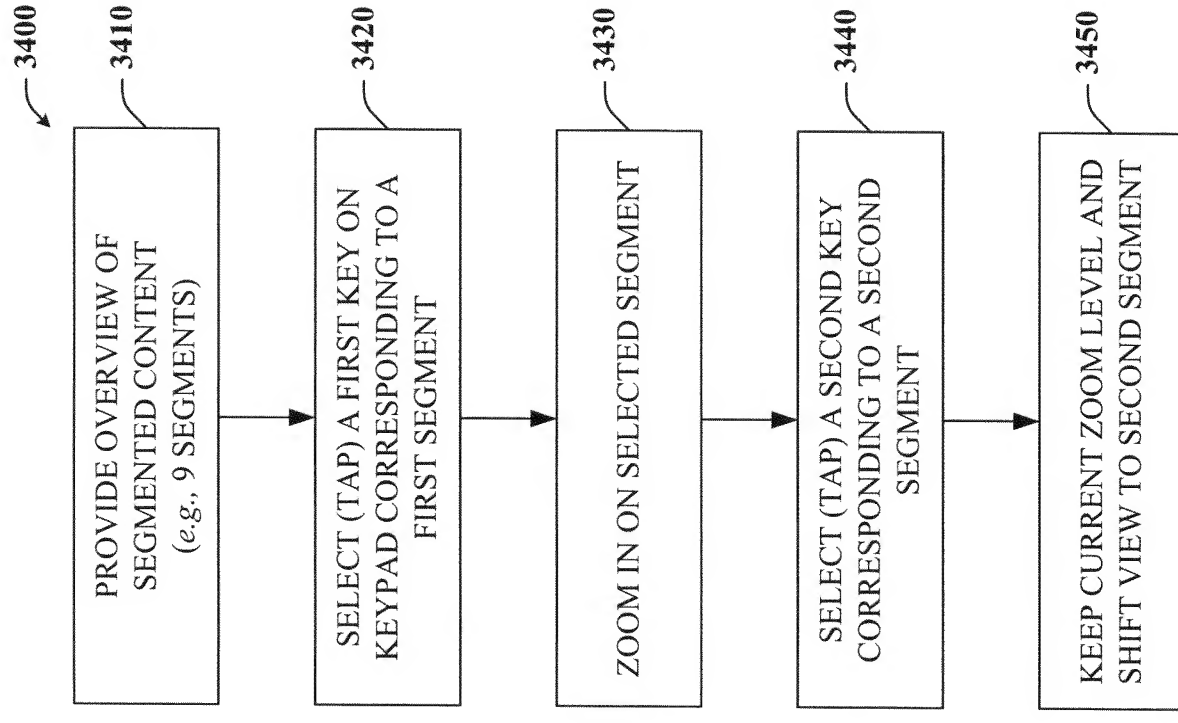 3400
3410
PROVIDE OVERVIEW OF
SEGMENTED CONTENT
(e.g., 9 SEGMENTS)
3420
SELECT (TAP) A FIRST KEY ON
KEYPAD CORRESPONDING TO A
FIRST SEGMENT
3430
ZOOM IN ON SELECTED SEGMENT
3440
SELECT (TAP) A SECOND KEY
CORRESPONDING TO A SECOND
SEGMENT
3450
KEEP CURRENT ZOOM LEVEL AND
SHIFT VIEW TO SECOND SEGMENT